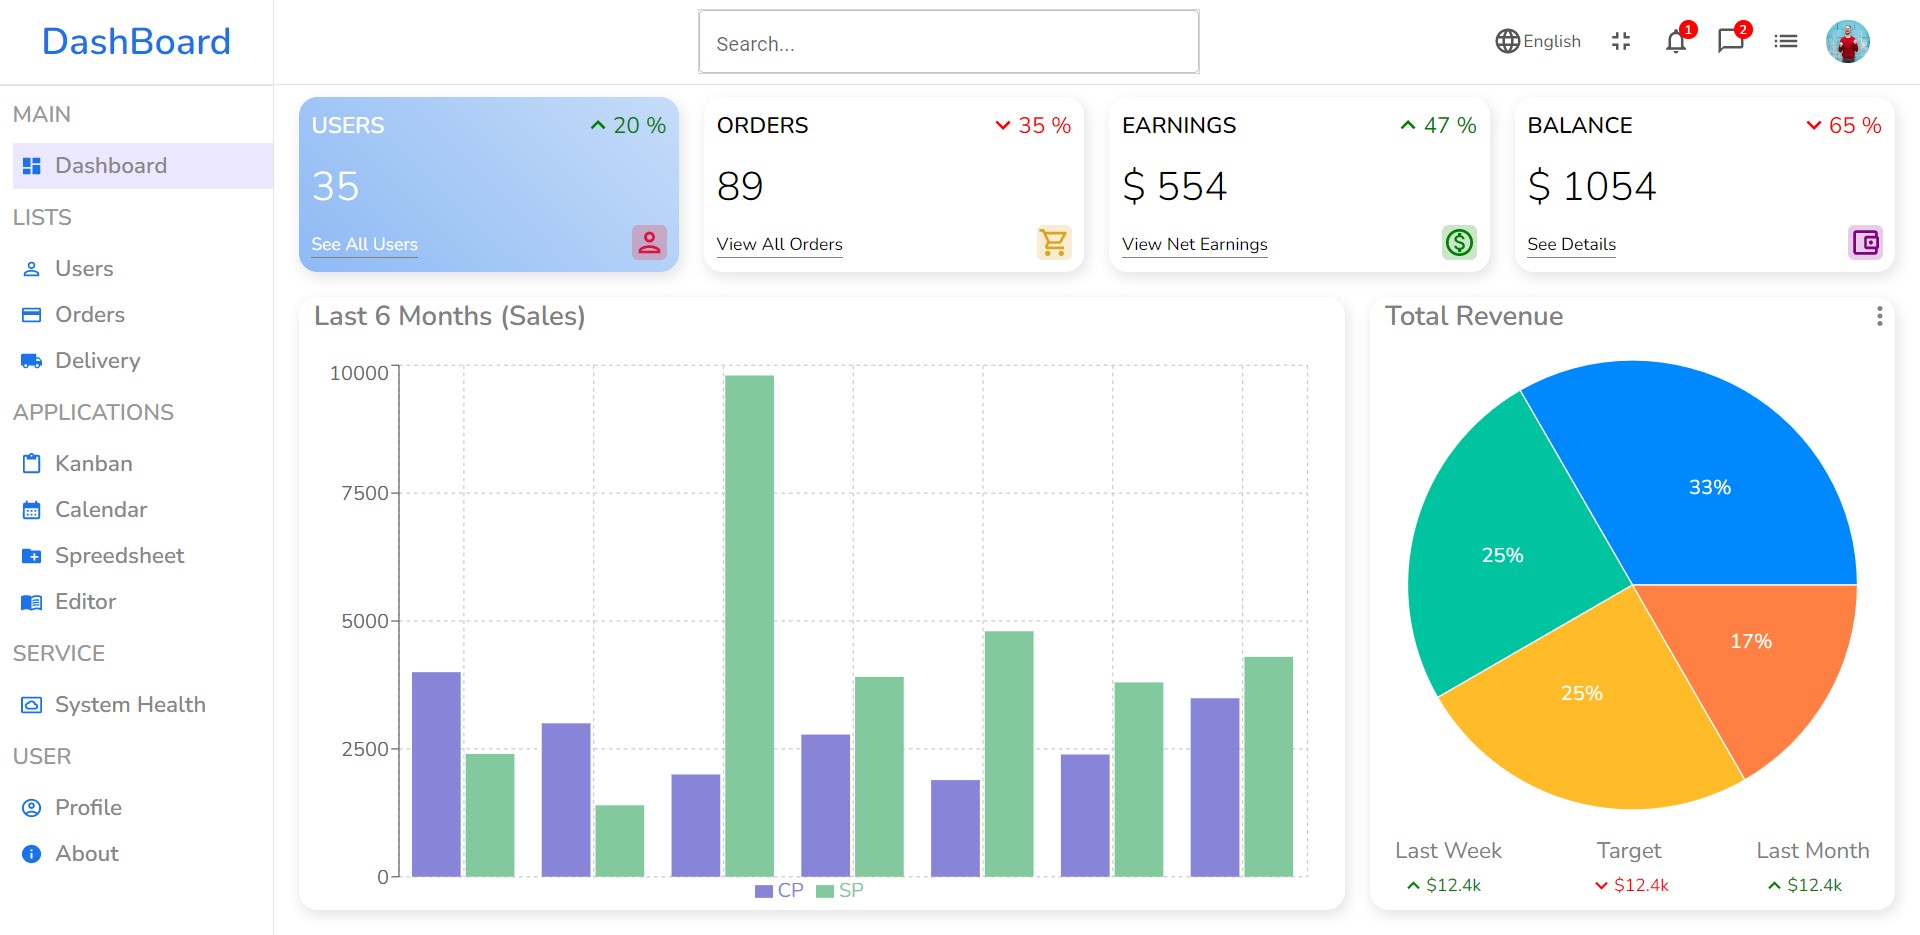 DashBoard
Search...
English
1
2
MAIN
Dashboard
LISTS
Users
Orders
Delivery
APPLICATIONS
Kanban
Calendar
Spreedsheet
Editor
SERVICE
System Health
USER
Profile
About
USERS
20 %
35
See All Users
ORDERS
35 %
89
View All Orders
EARNINGS
47 %
$ 554
View Net Earnings
BALANCE
65 %
$ 1054
See Details
Last 6 Months (Sales)
10000
7500
5000
2500
0
CP SP
Total Revenue
33%
25%
17%
25%
Last Week Target Last Month
$12.4k $12.4k $12.4k